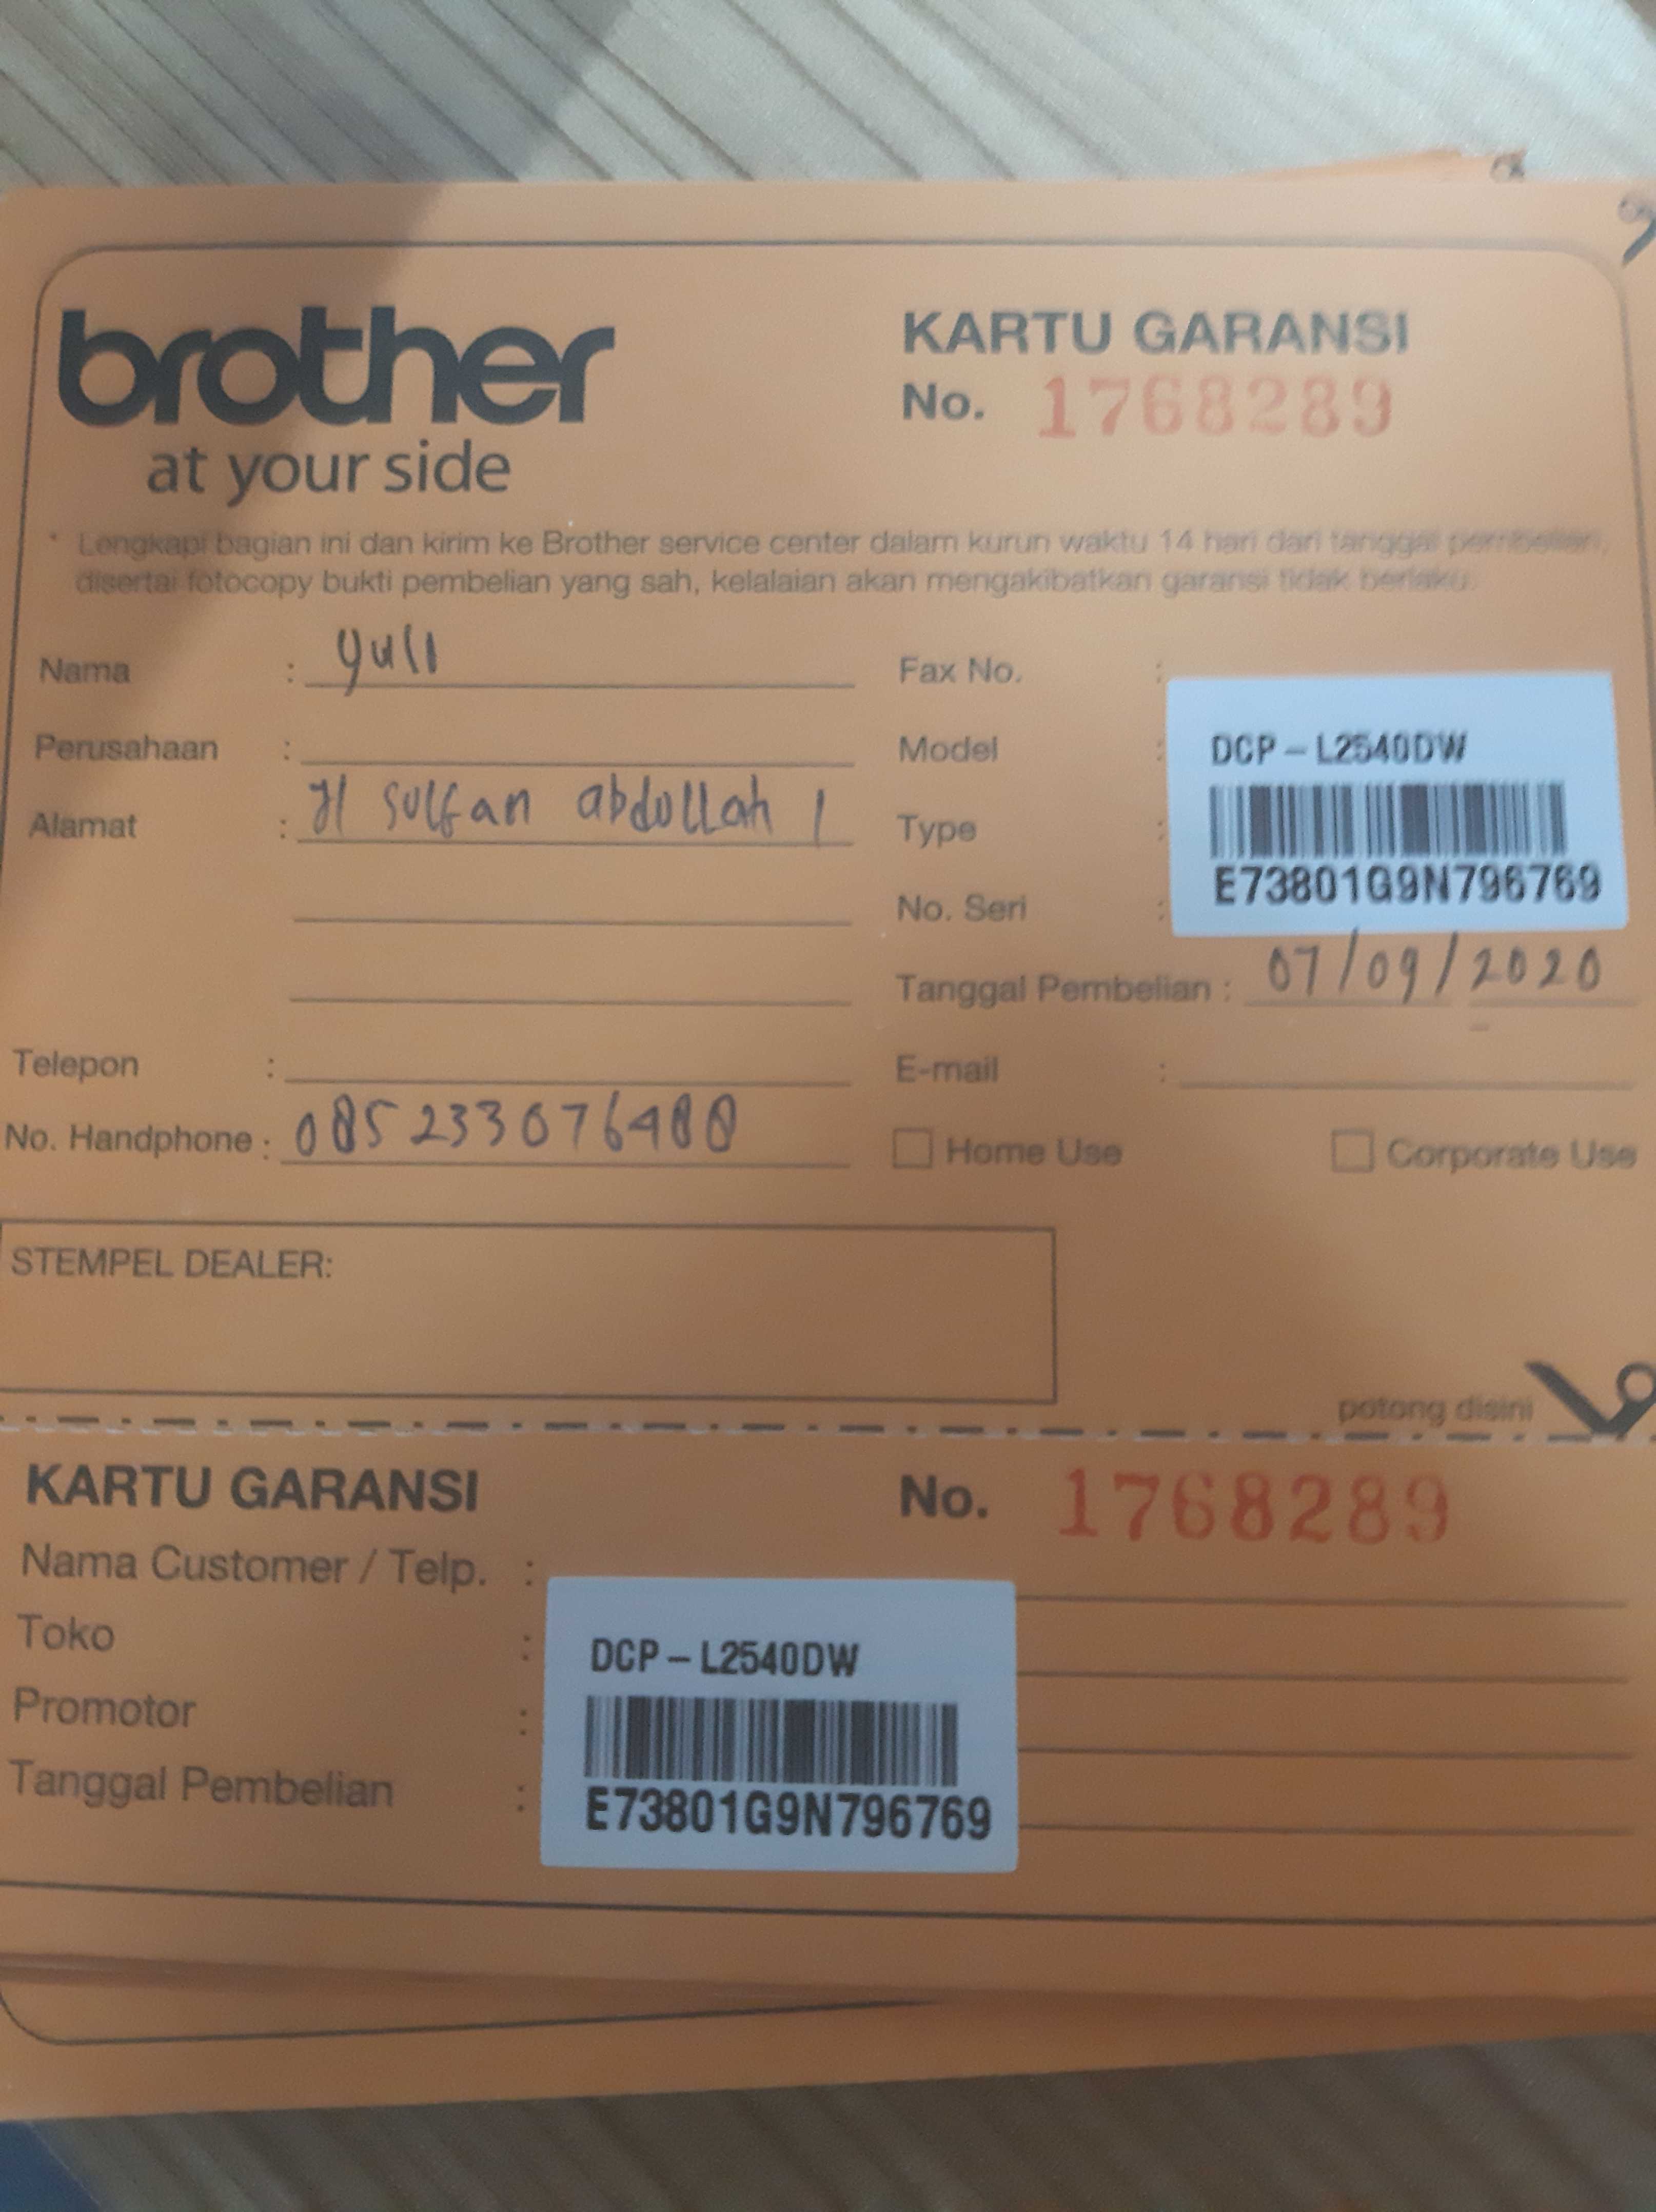 brother
at your side
KARTU GARANSI
No. 1768289
* Lengkapi bagian ini dan kirim ke Brother service center dalam kurun waktu 14 hari dari tanggal pembelian,
disertai fotocopy bukti pembelian yang sah, kelalaian akan mengakibatkan garansi tidak berlaku.
Nama : Yuli
Perusahaan :
Alamat : Jl sultan abdullah 1
Telepon :
No. Handphone : 085233076488
Fax No. :
Model : DCP-L2540DW
Type :
No. Seri : E73801G9N796769
Tanggal Pembelian : 07/09/2020
E-mail :
Home Use Corporate Use
STEMPEL DEALER:
potong disini
KARTU GARANSI No. 1768289
Nama Customer / Telp. :
Toko :
Promotor :
Tanggal Pembelian :
DCP-L2540DW
E73801G9N796769